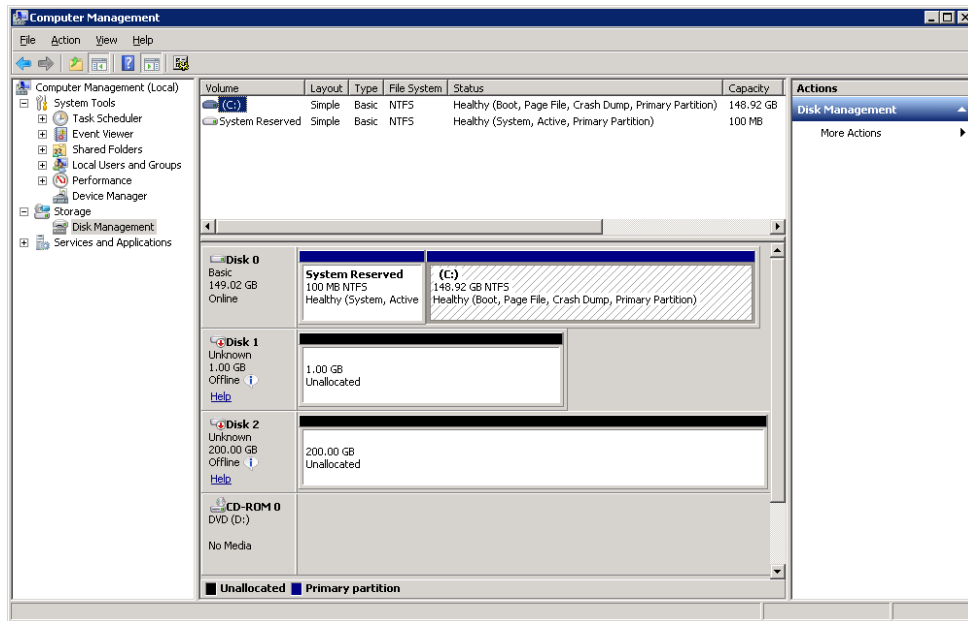 Computer Management
File Action View Help
Computer Management (Local)
System Tools
Task Scheduler
Event Viewer
Shared Folders
Local Users and Groups
Performance
Device Manager
Storage
Disk Management
Services and Applications
Volume Layout Type File System Status Capacity
(C:) Simple Basic NTFS Healthy (Boot, Page File, Crash Dump, Primary Partition) 148.92 GB
System Reserved Simple Basic NTFS Healthy (System, Active, Primary Partition) 100 MB
Disk 0
Basic
149.02 GB
Online
System Reserved
100 MB NTFS
Healthy (System, Active
(C:)
148.92 GB NTFS
Healthy (Boot, Page File, Crash Dump, Primary Partition)
Disk 1
Unknown
1.00 GB
Offline
Help
1.00 GB
Unallocated
Disk 2
Unknown
200.00 GB
Offline
Help
200.00 GB
Unallocated
CD-ROM 0
DVD (D:)
No Media
Unallocated Primary partition
Actions
Disk Management
More Actions